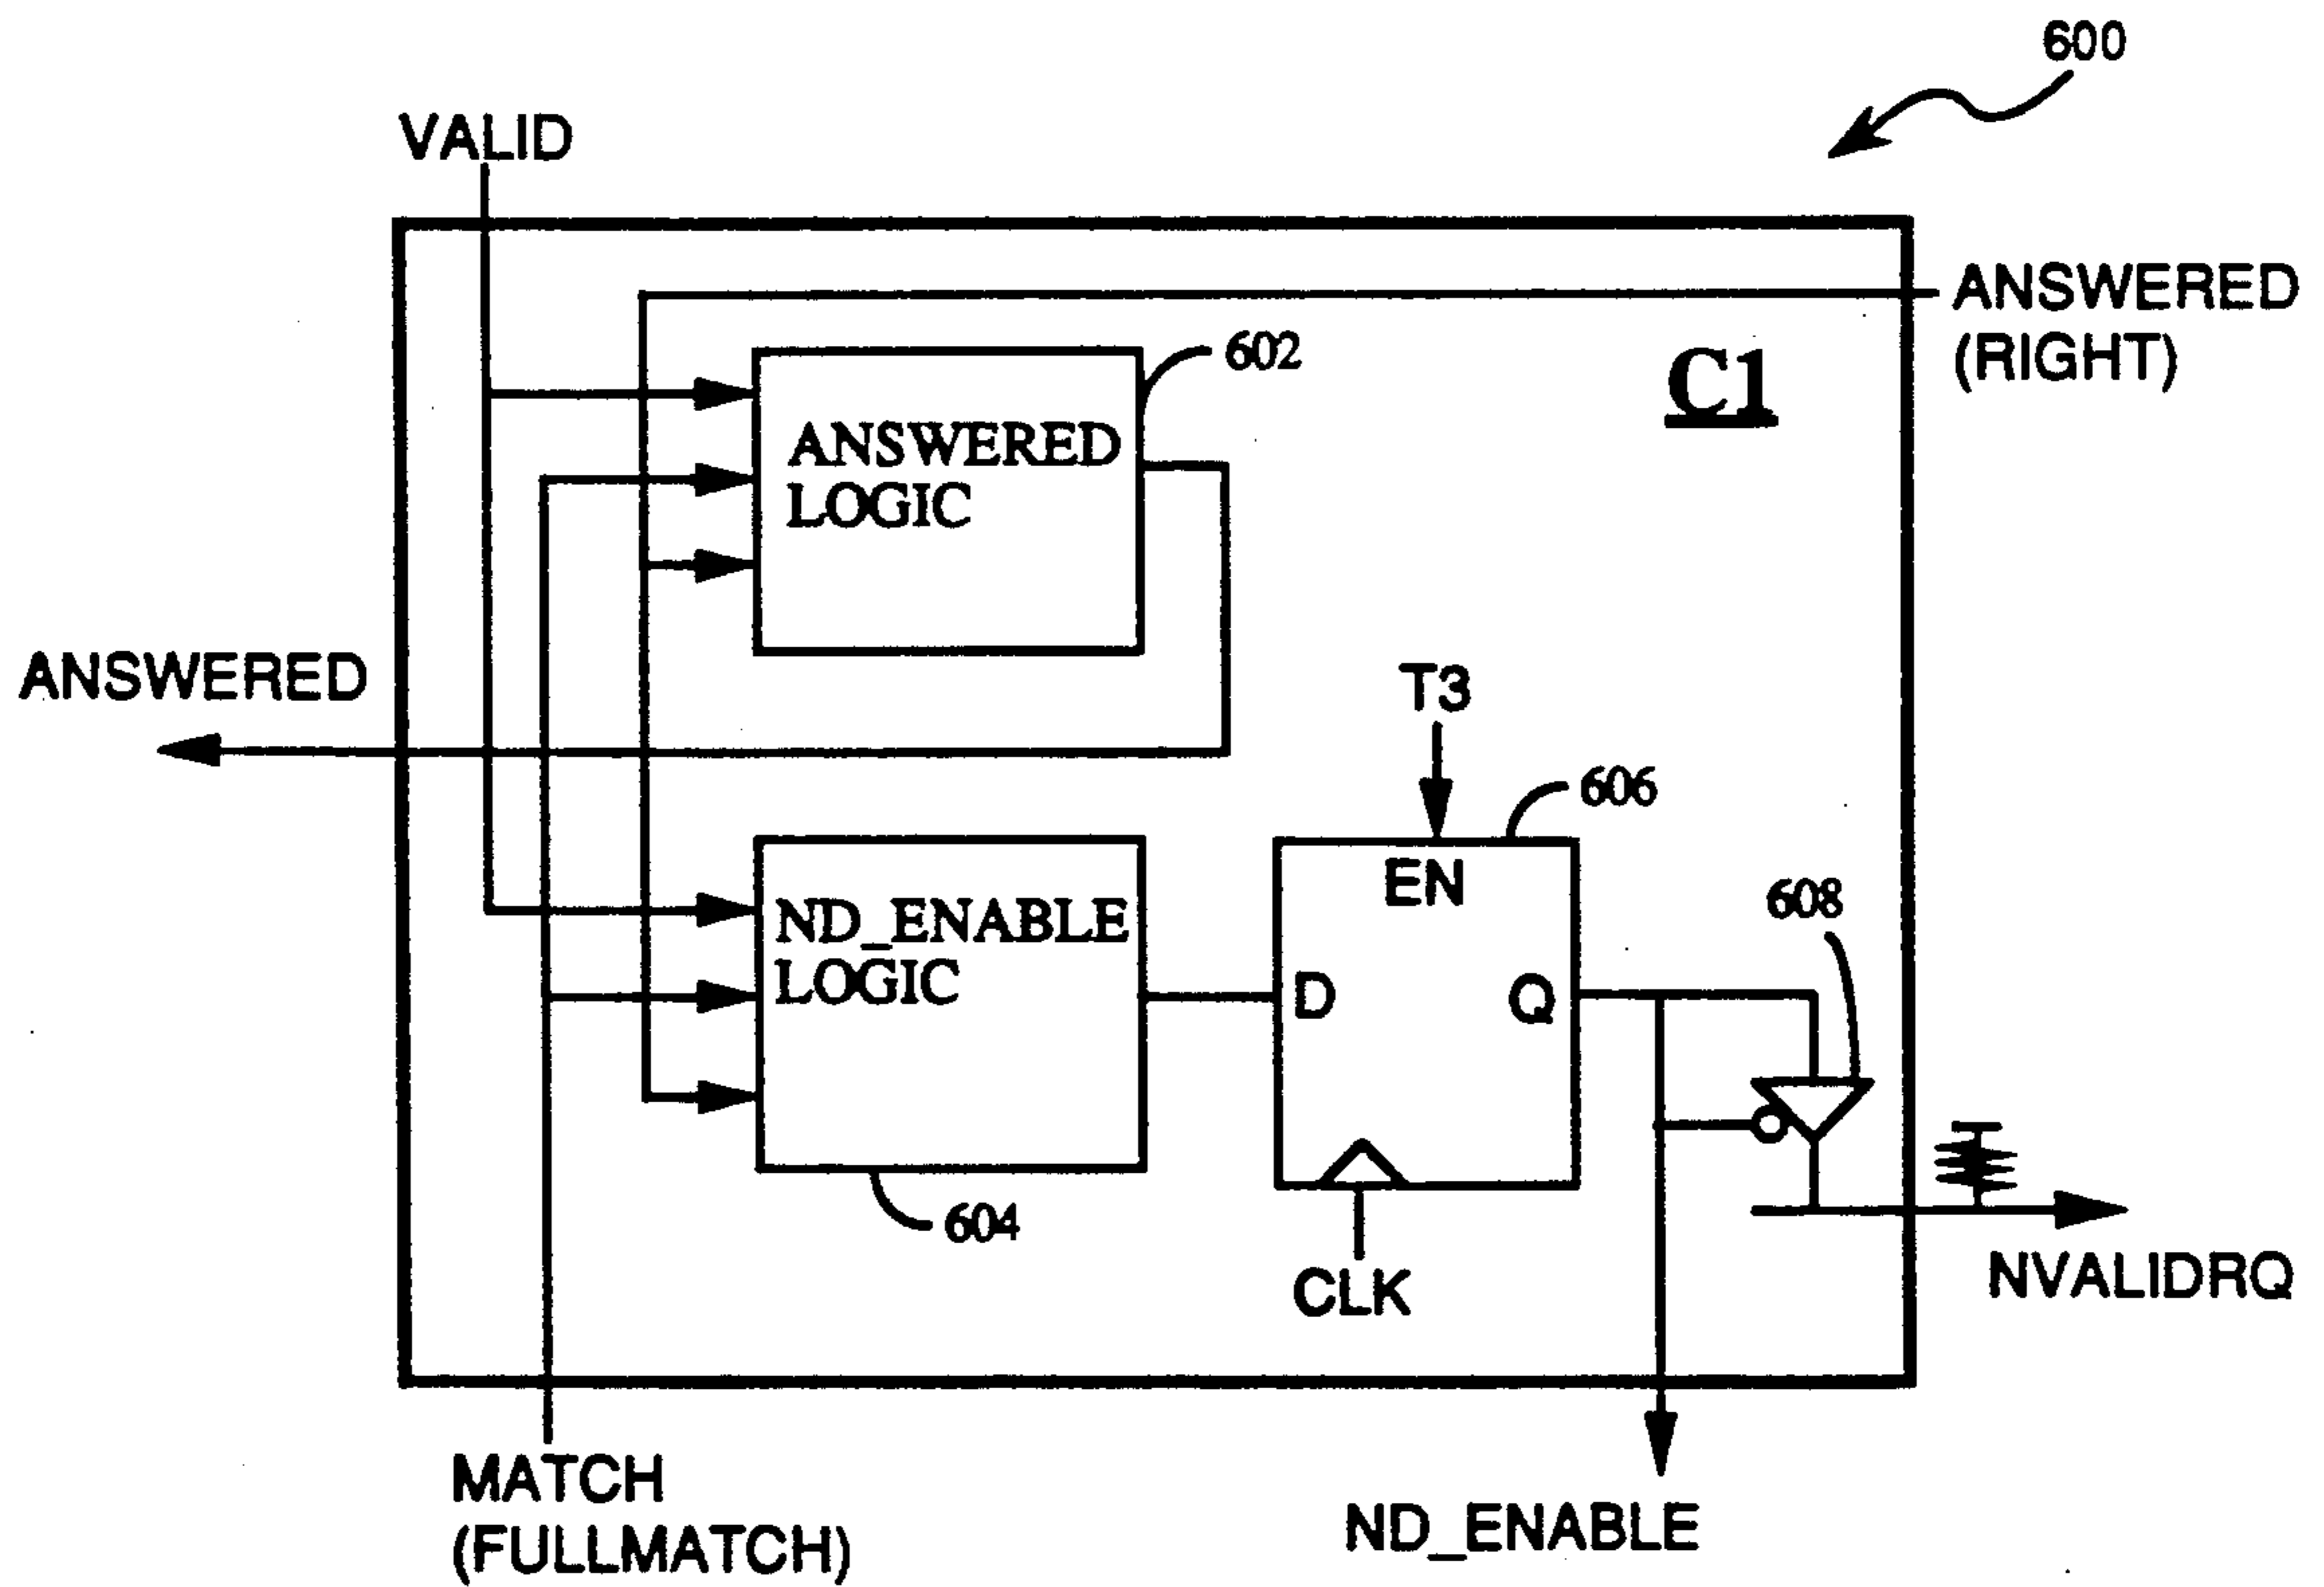 600
VALID
ANSWERED
(RIGHT)
602
C1
ANSWERED
LOGIC
ANSWERED
T3
606
EN
608
ND_ENABLE
LOGIC
D
Q
604
CLK
NVALIDRQ
MATCH
(FULLMATCH)
ND_ENABLE